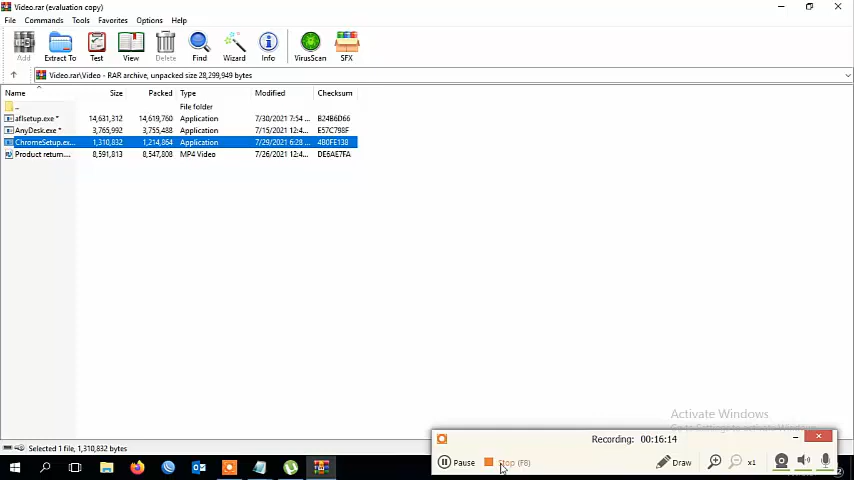 Video.rar (evaluation copy)
File Commands Tools Favorites Options Help
Add Extract To Test View Delete Find Wizard Info VirusScan SFX
Video.rar\Video - RAR archive, unpacked size 28,299,949 bytes
Name Size Packed Type Modified Checksum
.. File folder
aflsetup.exe * 14,631,312 14,619,760 Application 7/30/2021 7:54 ... B24B6D66
AnyDesk.exe * 3,765,992 3,755,488 Application 7/15/2021 12:4... E57C798F
ChromeSetup.ex... 1,310,832 1,214,864 Application 7/29/2021 6:28 ... 4B0FE138
Product return.... 8,591,813 8,547,808 MP4 Video 7/26/2021 12:4... DE6AE7FA
Activate Windows
Go to Settings to activate Windows.
Recording: 00:16:14
Pause Stop (F8) Draw x1
Selected 1 file, 1,310,832 bytes